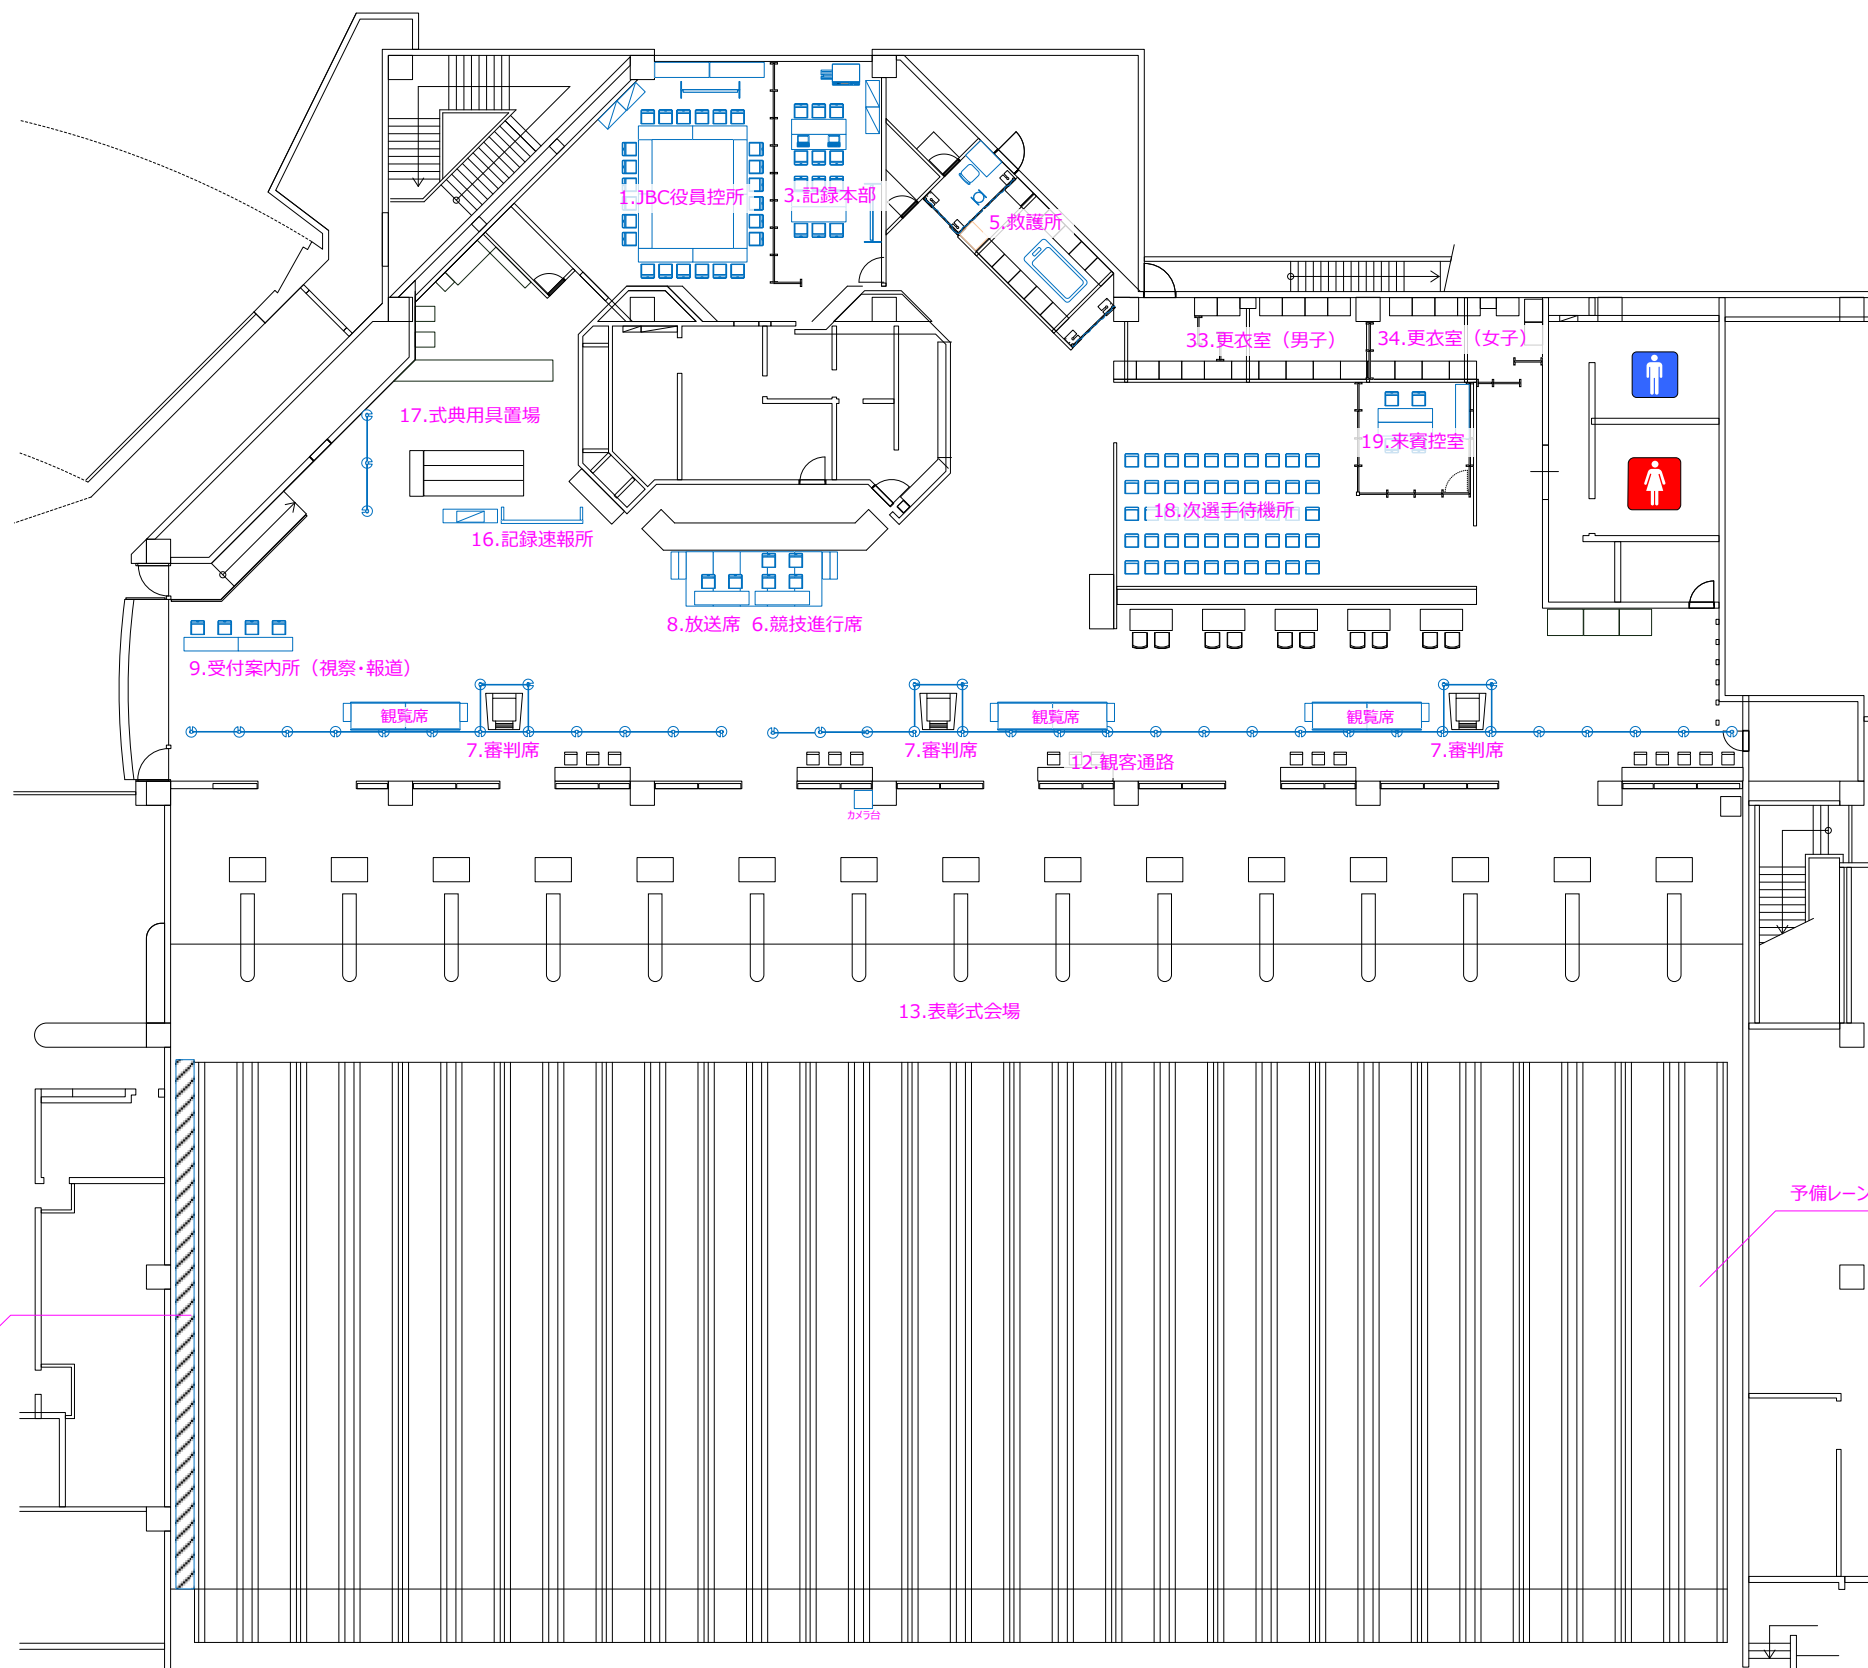 1.JBC役員控所
3.記録本部
5.救護所
33.更衣室（男子）
34.更衣室（女子）
17.式典用具置場
19.来賓控室
18.次選手待機所
16.記録速報所
8.放送席
6.競技進行席
9.受付案内所（視察・報道）
観覧席
観覧席
観覧席
7.審判席
7.審判席
7.審判席
12.観客通路
カメラ台
13.表彰式会場
予備レーン